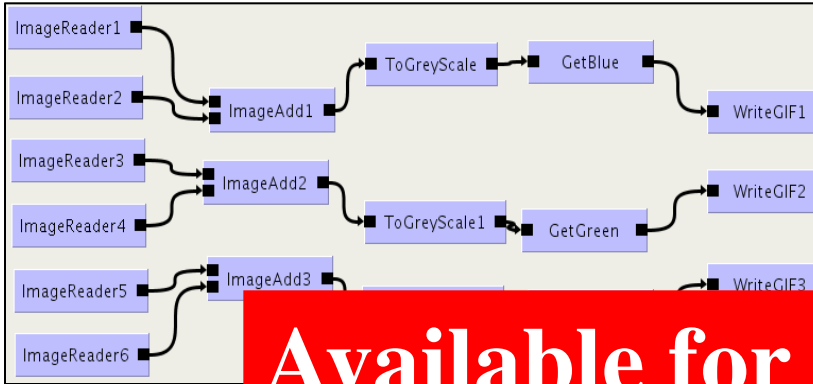 ImageReader1
ToGreyScale
GetBlue
ImageReader2
ImageAdd1
WriteGIF1
ImageReader3
ImageAdd2
WriteGIF2
ImageReader4
ToGreyScale1
GetGreen
ImageReader5
ImageAdd3
WriteGIF3
ImageReader6
Available for